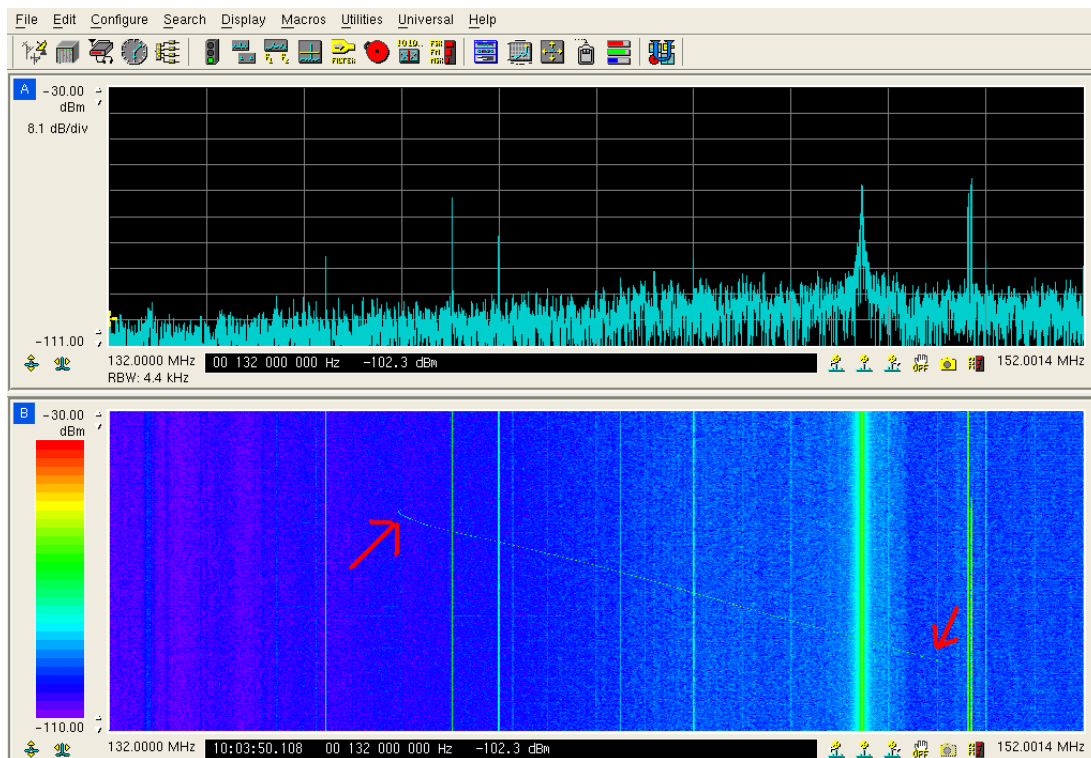 File Edit Configure Search Display Macros Utilities Universal Help
FILTER
OFF
A
-30.00
dBm
8.1 dB/div
-111.00
132.0000 MHz 00 132 000 000 Hz -102.3 dBm 152.0014 MHz
RBW: 4.4 kHz
B
-30.00
dBm
-110.00
132.0000 MHz 10:03:50.108 00 132 000 000 Hz -102.3 dBm OFF 152.0014 MHz